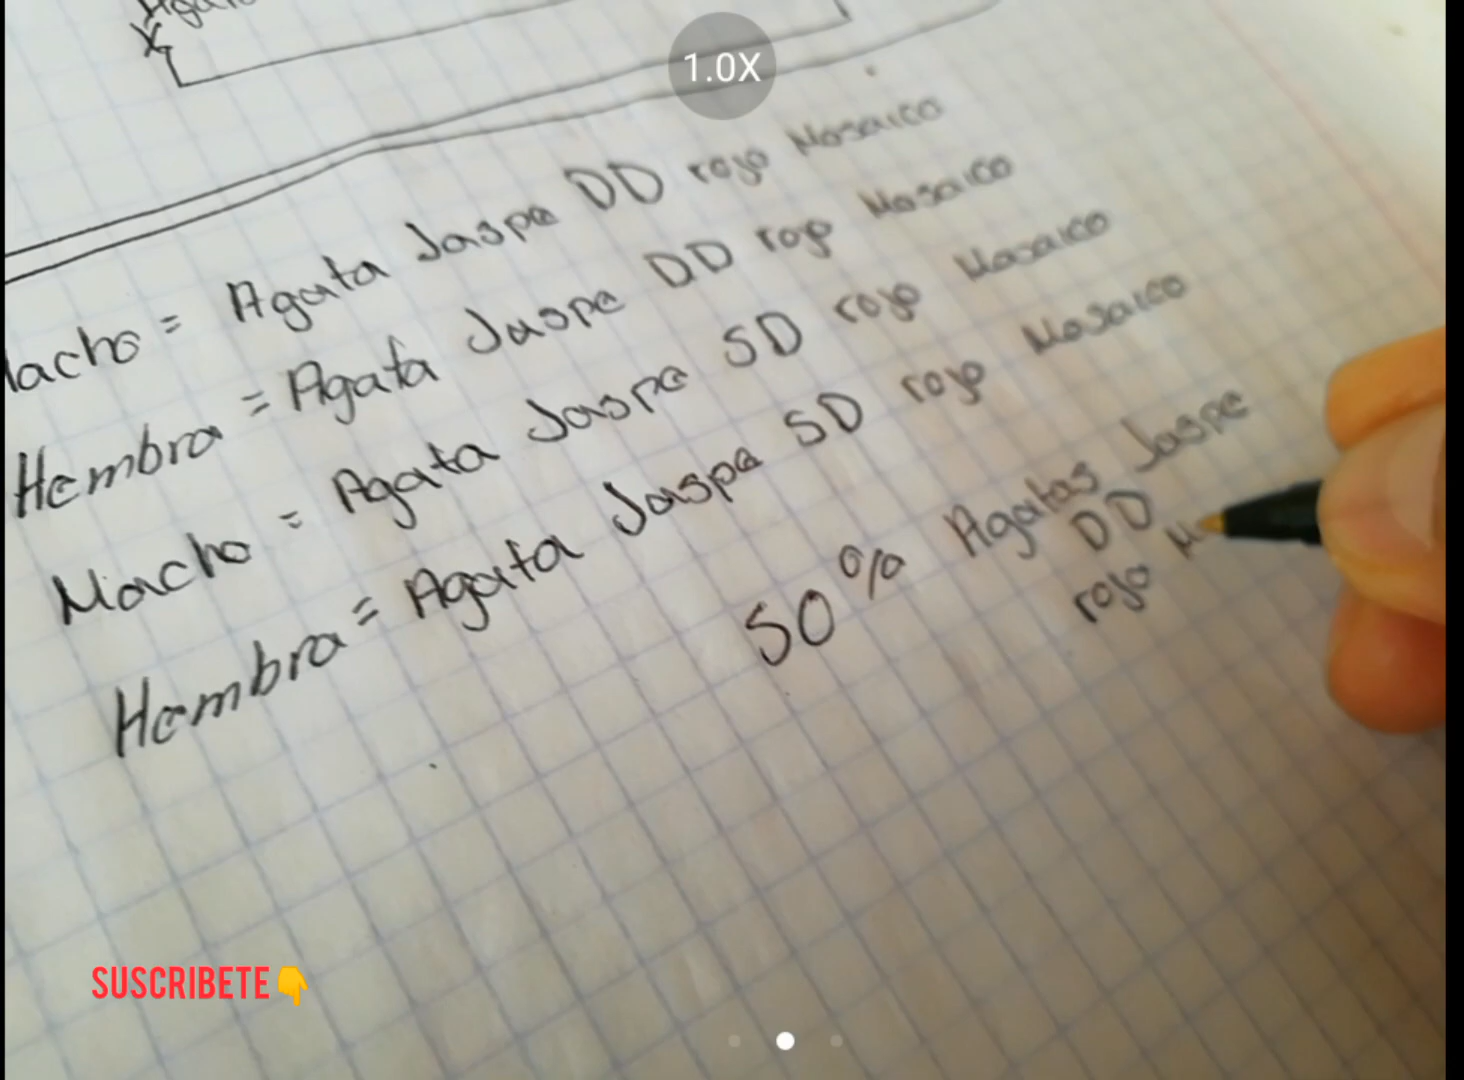 1.0X
Macho = Agata Jaspe DD rojo Mosaico
Hembra = Agata Jaspe DD rojo Mosaico
Macho = Agata Jaspe SD rojo Mosaico
Hembra = Agata Jaspe SD rojo Mosaico
50% Agatas Jaspe
DD
rojo
SUSCRIBETE👇